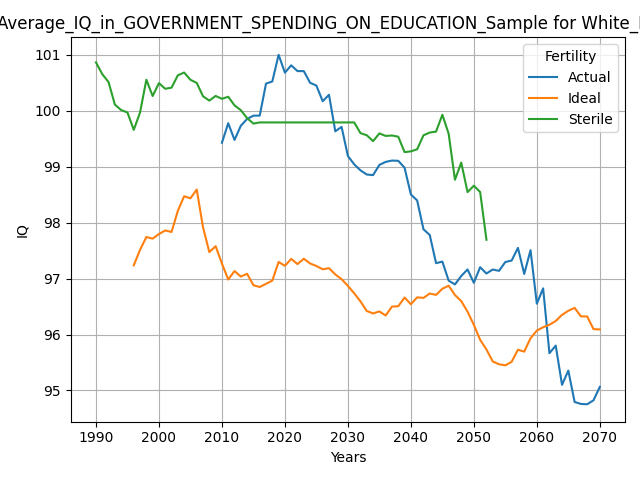 Average_IQ_in_GOVERNMENT_SPENDING_ON_EDUCATION_Sample for White_
Fertility
Actual
Ideal
Sterile
101
100
99
98
97
96
95
IQ
1990 2000 2010 2020 2030 2040 2050 2060 2070
Years